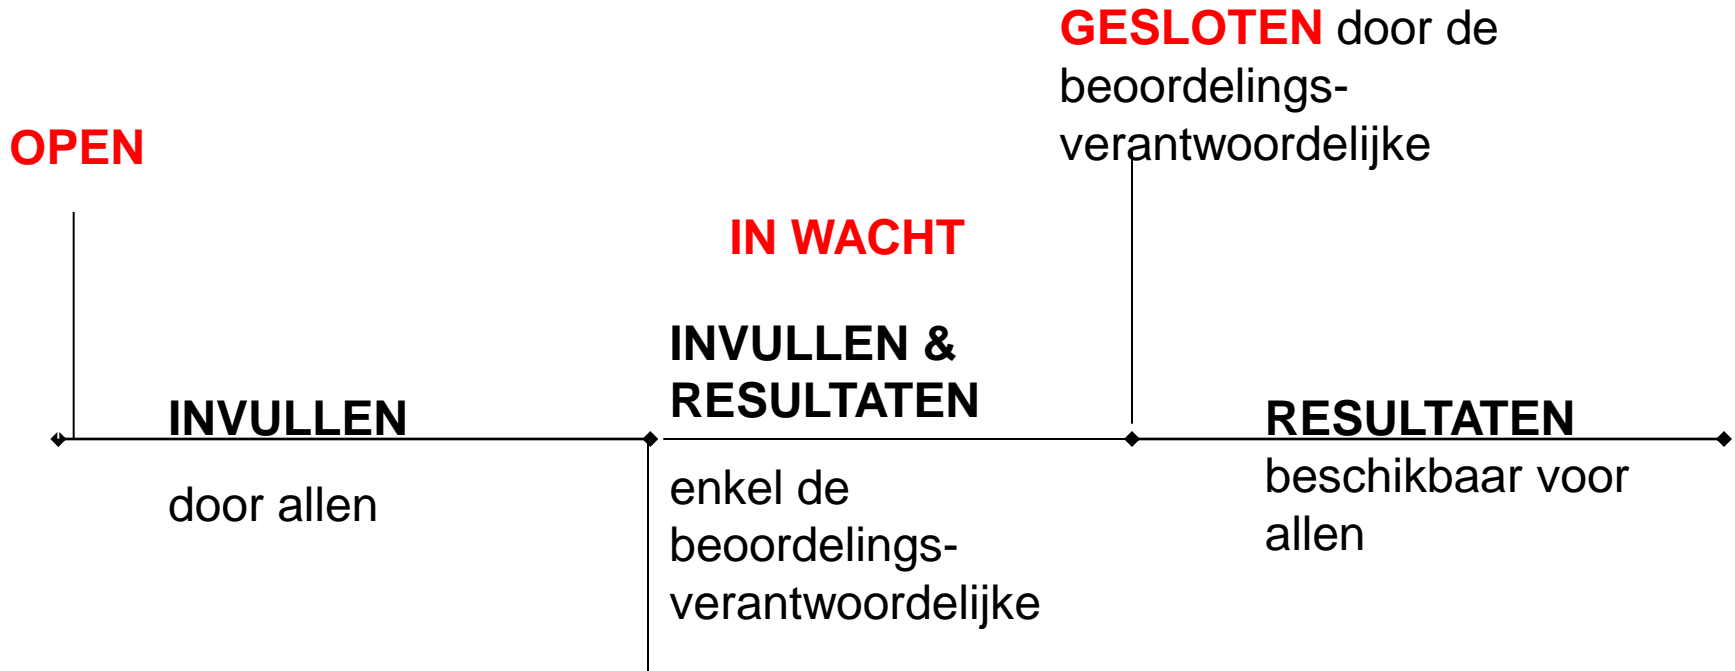 OPEN
INVULLEN
door allen
IN WACHT
INVULLEN &
RESULTATEN
enkel de
beoordelings-
verantwoordelijke
GESLOTEN door de
beoordelings-
verantwoordelijke
RESULTATEN
beschikbaar voor
allen